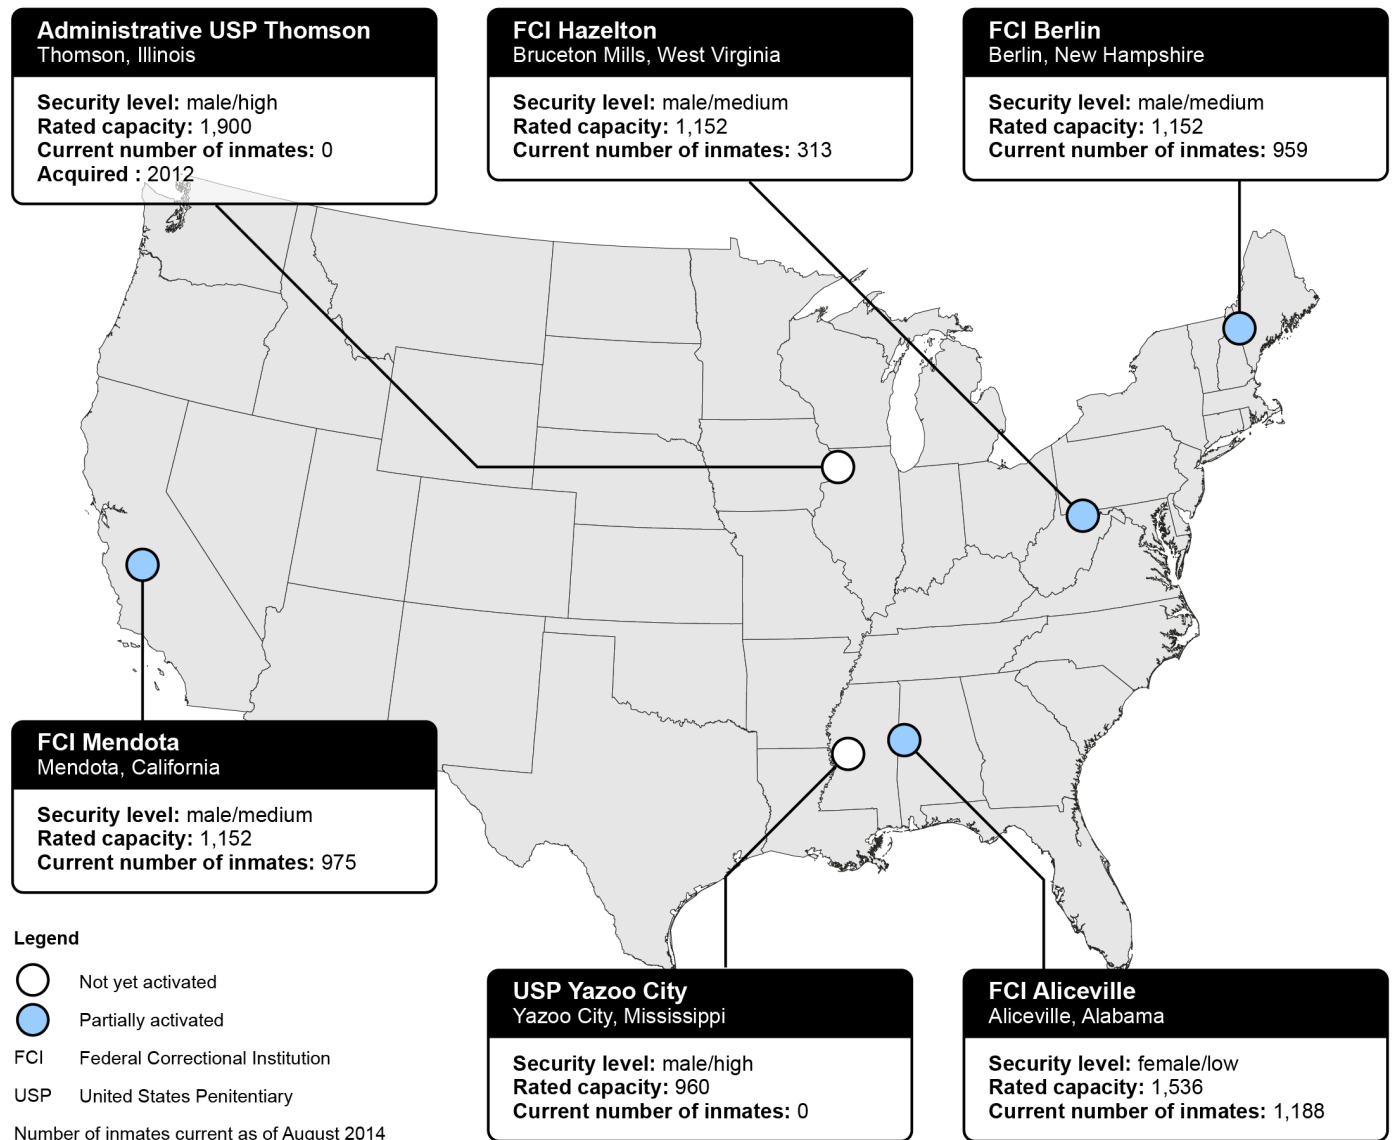 Administrative USP Thomson
Thomson, Illinois
Security level: male/high
Rated capacity: 1,900
Current number of inmates: 0
Acquired : 2012
FCI Hazelton
Bruceton Mills, West Virginia
Security level: male/medium
Rated capacity: 1,152
Current number of inmates: 313
FCI Berlin
Berlin, New Hampshire
Security level: male/medium
Rated capacity: 1,152
Current number of inmates: 959
FCI Mendota
Mendota, California
Security level: male/medium
Rated capacity: 1,152
Current number of inmates: 975
USP Yazoo City
Yazoo City, Mississippi
Security level: male/high
Rated capacity: 960
Current number of inmates: 0
FCI Aliceville
Aliceville, Alabama
Security level: female/low
Rated capacity: 1,536
Current number of inmates: 1,188
Legend
Not yet activated
Partially activated
FCI Federal Correctional Institution
USP United States Penitentiary
Number of inmates current as of August 2014